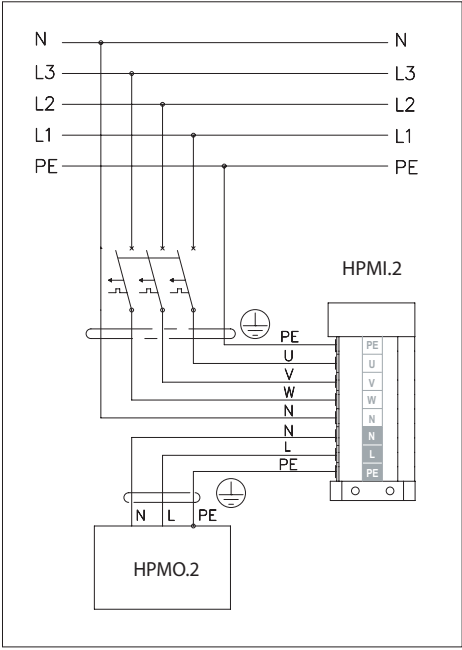 N N
L3 L3
L2 L2
L1 L1
PE PE
HPMI.2
PE PE
U U
V V
W W
N N
N N
L L
PE PE
N L PE
HPMO.2